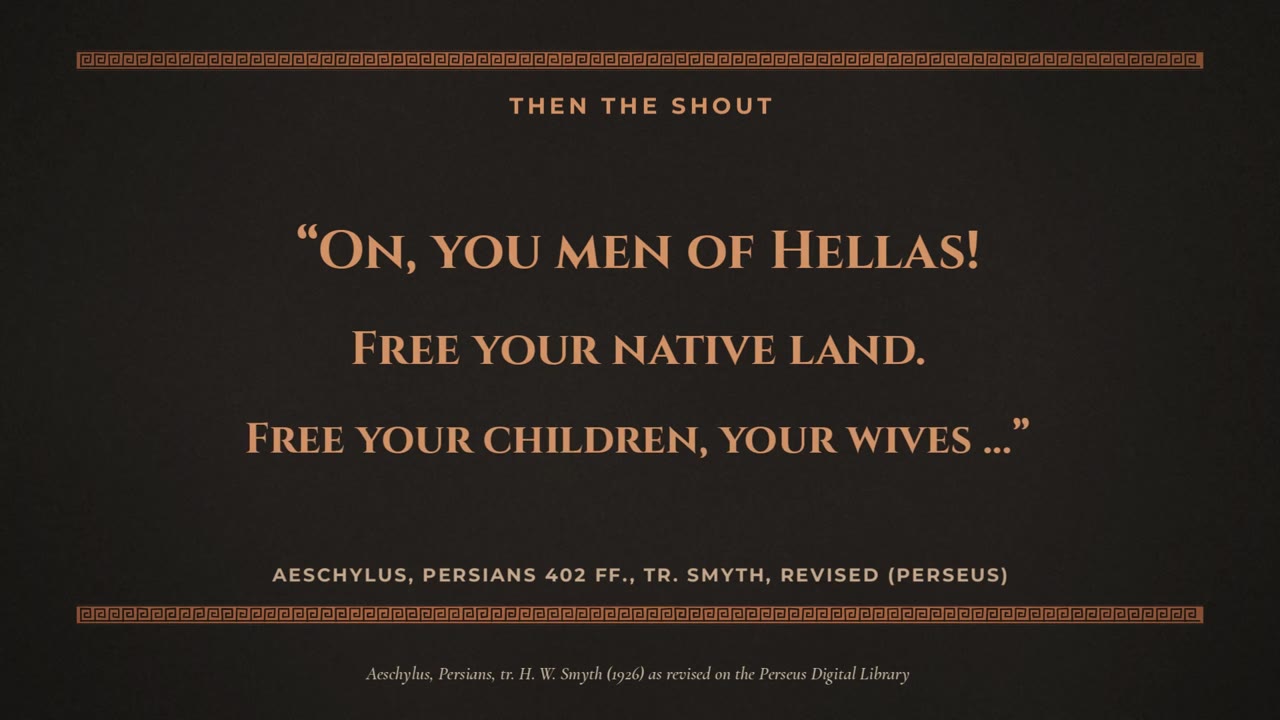 THEN THE SHOUT
“On, you men of Hellas!
Free your native land.
Free your children, your wives ...”
AESCHYLUS, PERSIANS 402 FF., TR. SMYTH, REVISED (PERSEUS)
Aeschylus, Persians, tr. H. W. Smyth (1926) as revised on the Perseus Digital Library